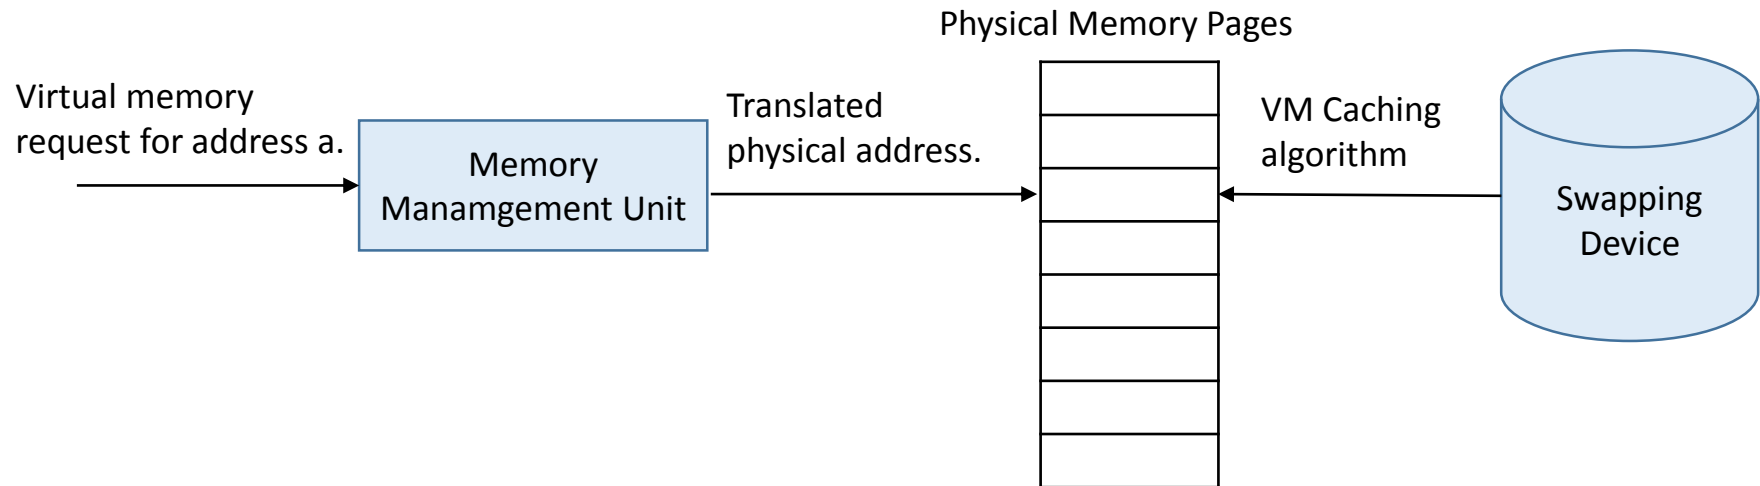 Physical Memory Pages
Virtual memory
request for address a.
Memory
Manamgement Unit
Translated
physical address.
VM Caching
algorithm
Swapping
Device